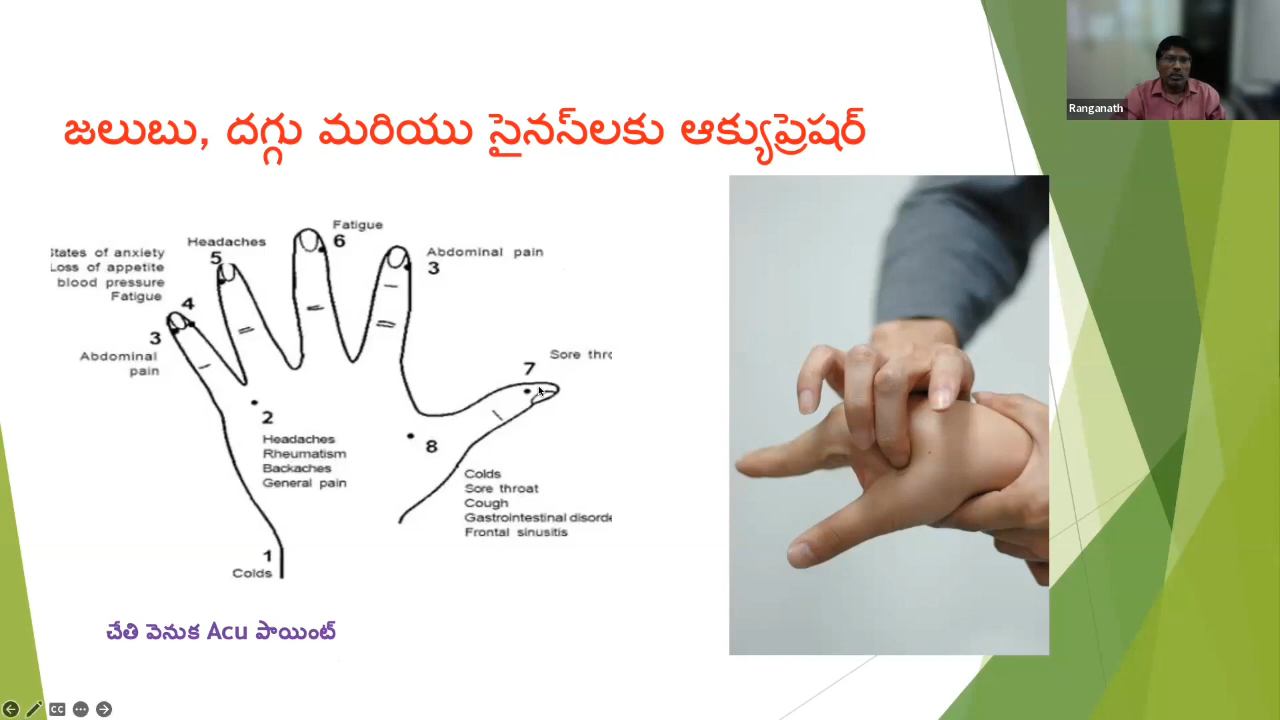 Ranganath
జలుబు, దగ్గు మరియు సైనస్‌లకు ఆక్యుప్రెషర్
Fatigue
6
Headaches
5
Abdominal pain
3
States of anxiety
Loss of appetite
blood pressure
Fatigue
4
3
Abdominal
pain
Sore thro
7
2
Headaches
Rheumatism
Backaches
General pain
8
Colds
Sore throat
Cough
Gastrointestinal disorde
Frontal sinusitis
1
Colds
చేతి వెనుక Acu పాయింట్
CC